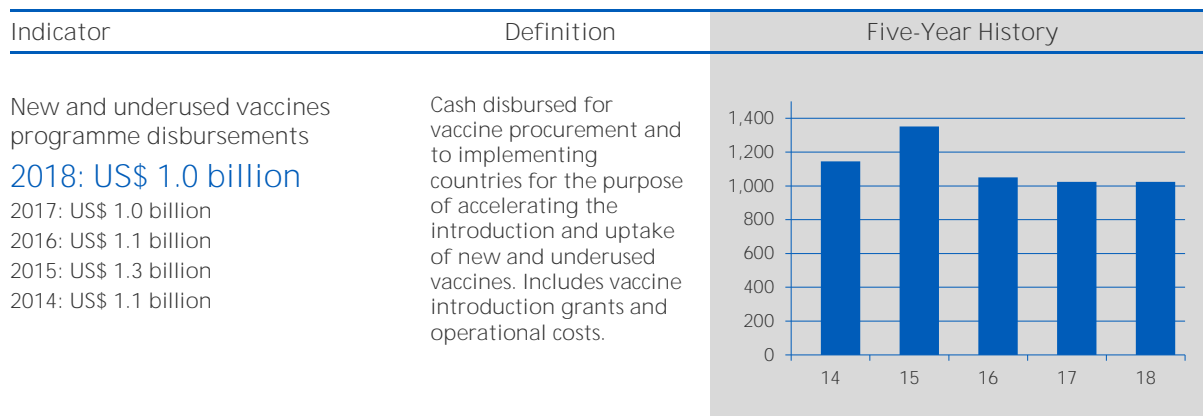 Indicator
Definition
Five-Year History
New and underused vaccines
programme disbursements
2018: US$ 1.0 billion
2017: US$ 1.0 billion
2016: US$ 1.1 billion
2015: US$ 1.3 billion
2014: US$ 1.1 billion
Cash disbursed for
vaccine procurement and
to implementing
countries for the purpose
of accelerating the
introduction and uptake
of new and underused
vaccines. Includes vaccine
introduction grants and
operational costs.
1,400
1,200
1,000
800
600
400
200
0
14 15 16 17 18